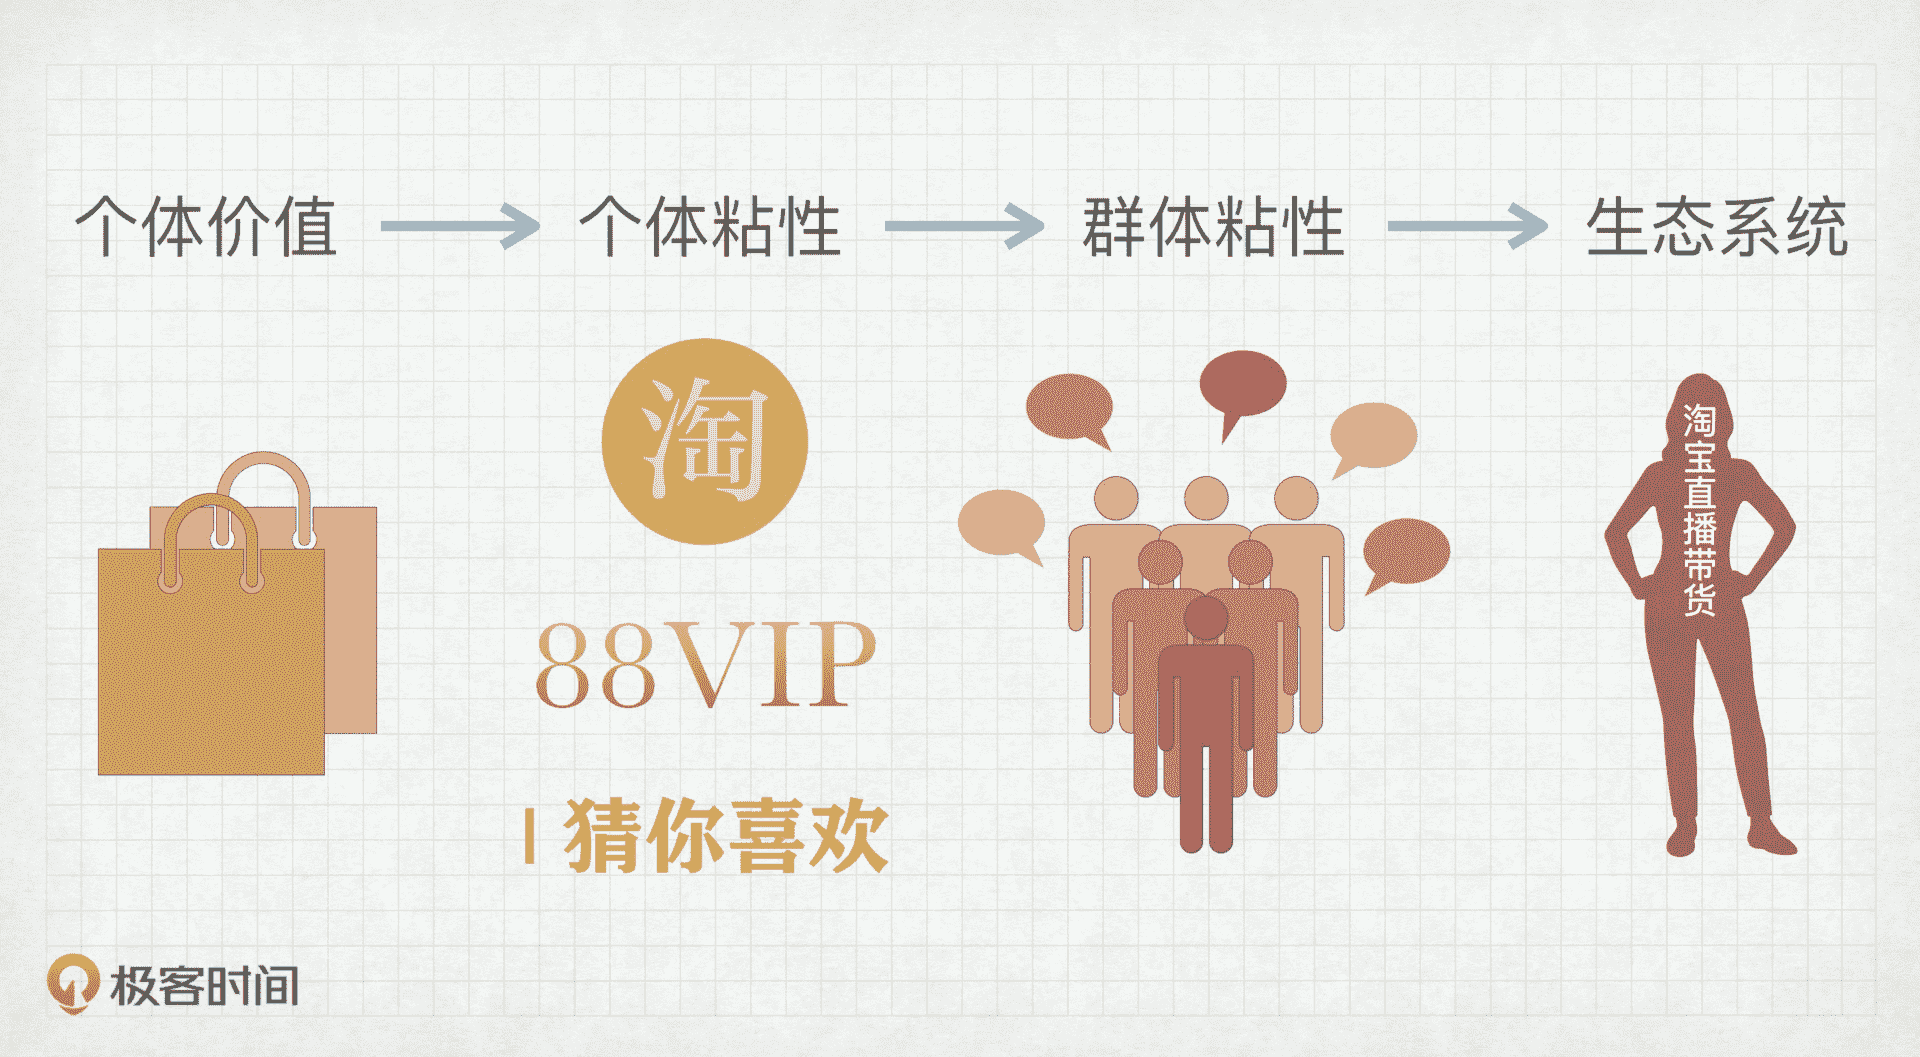 个体价值 → 个体粘性 → 群体粘性 → 生态系统
淘
88VIP
猜你喜欢
淘宝直播带货
极客时间